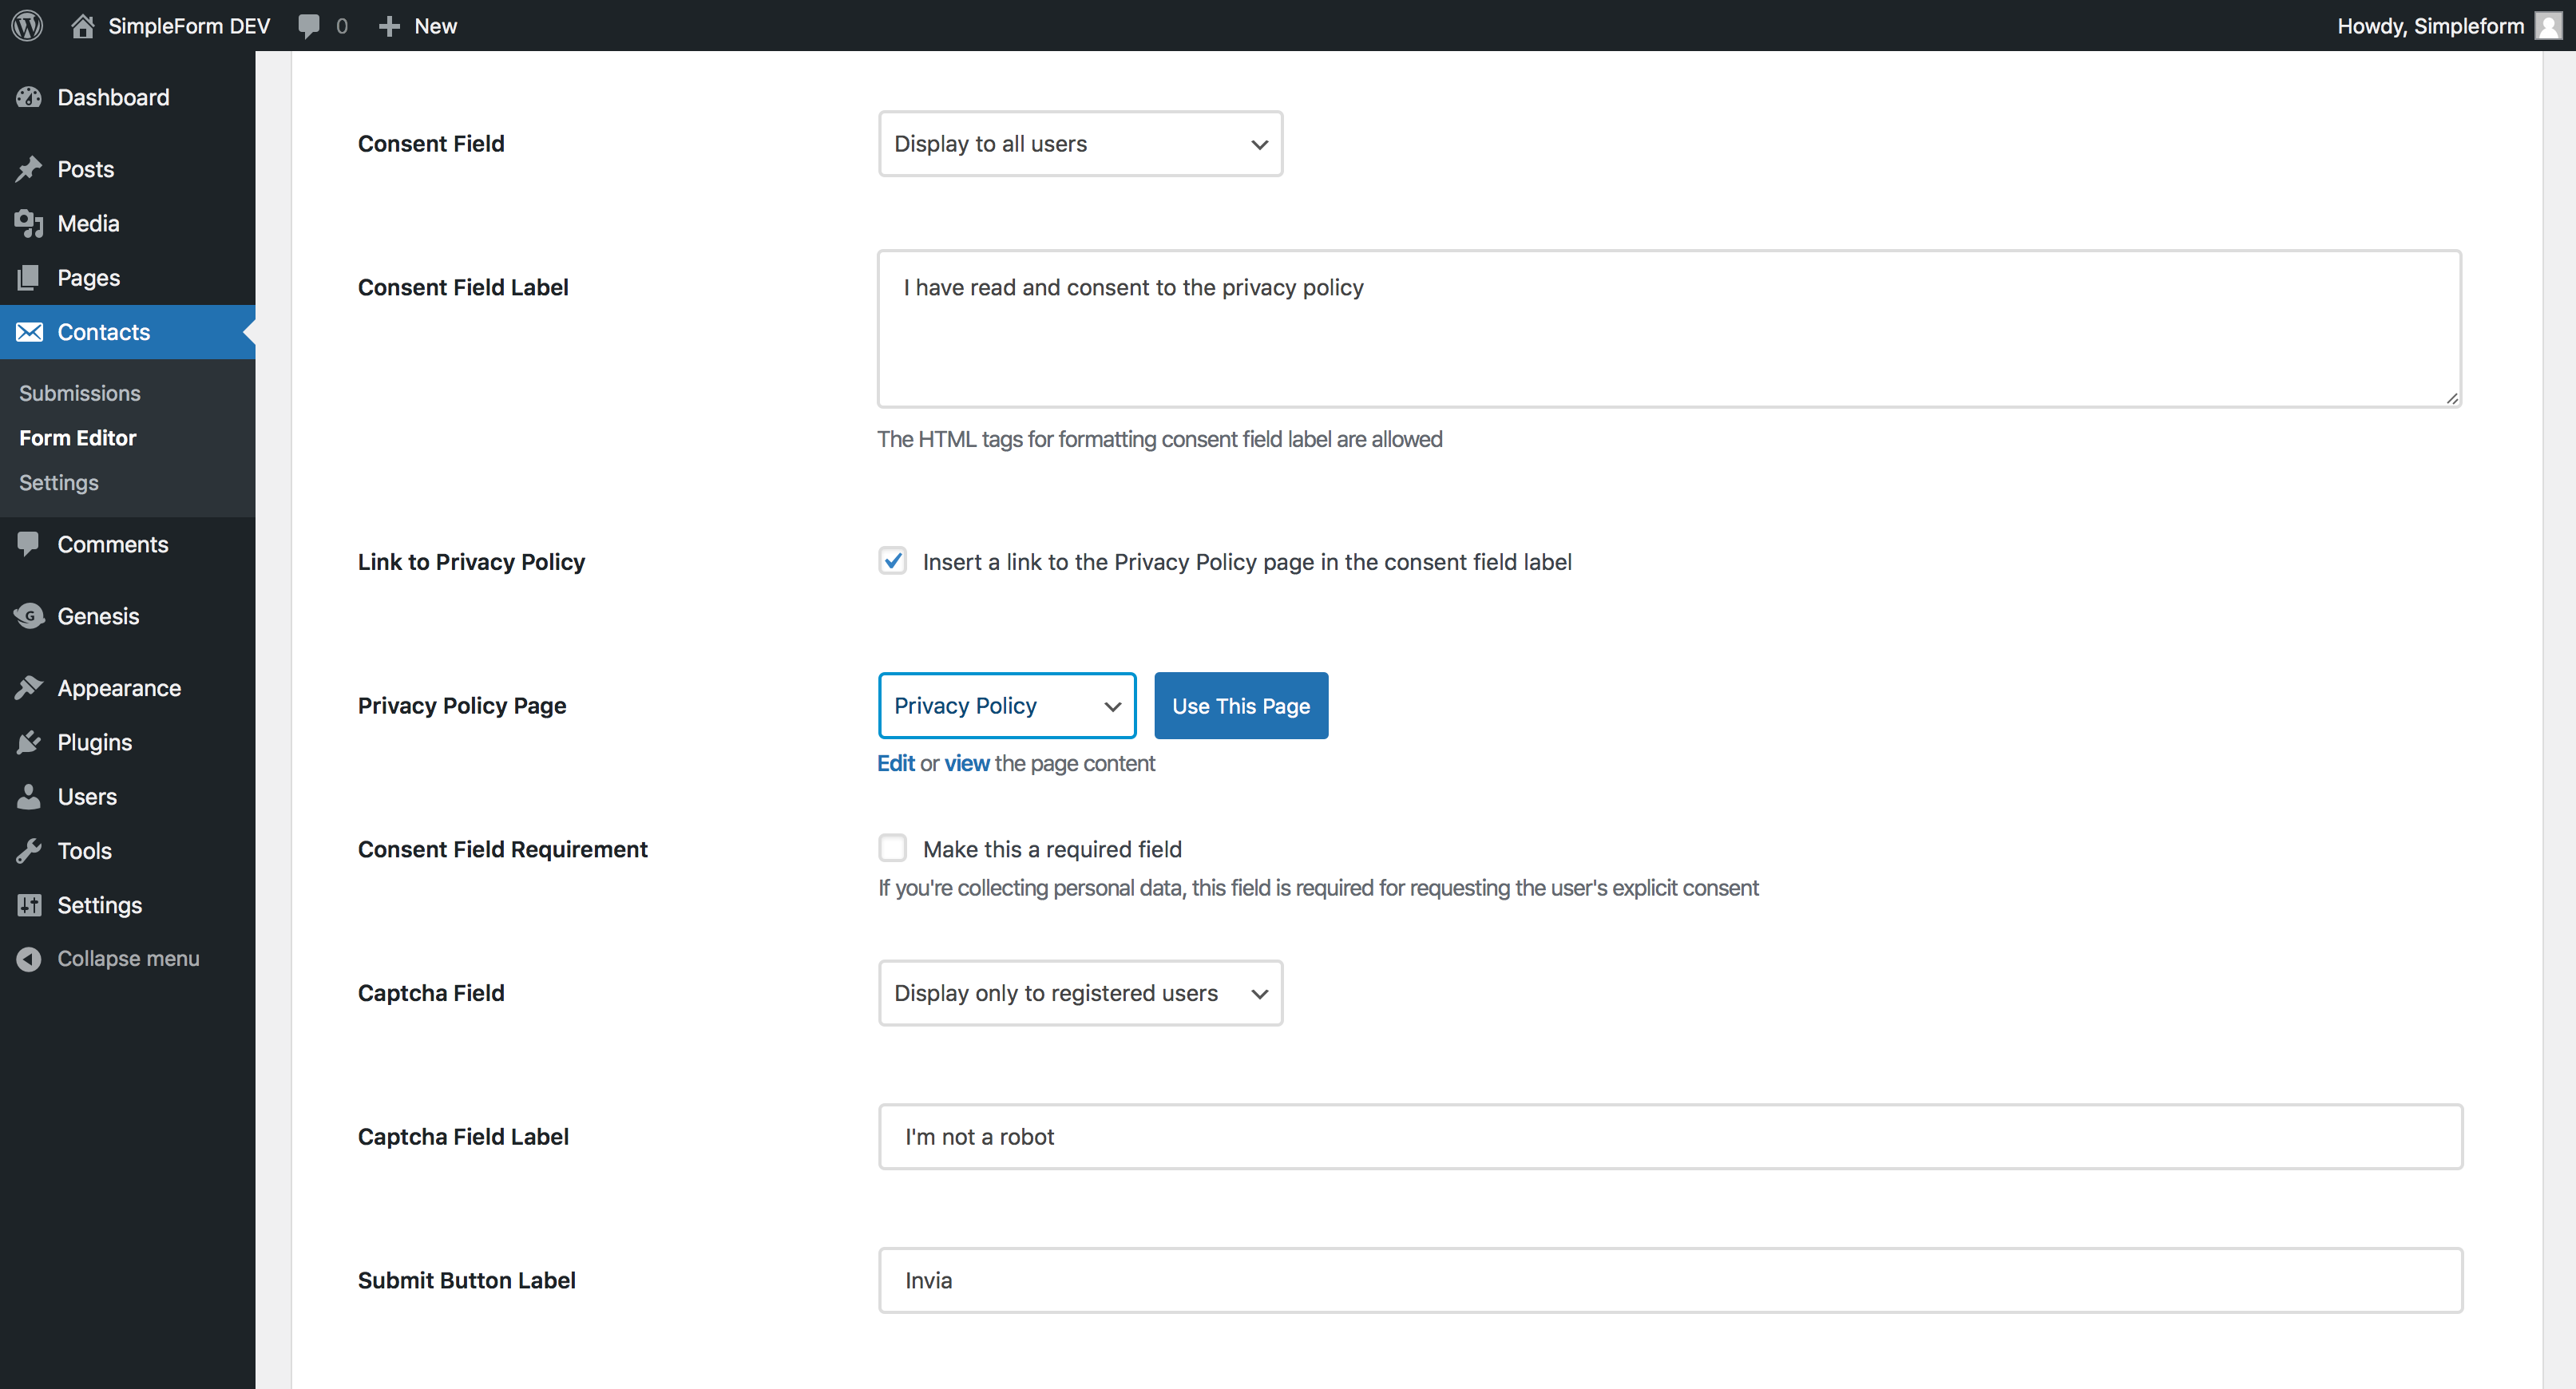 SimpleForm DEV 0 New Howdy, Simpleform
Dashboard
Posts
Media
Pages
Contacts
Submissions
Form Editor
Settings
Comments
Genesis
Appearance
Plugins
Users
Tools
Settings
Collapse menu
Consent Field Display to all users
Consent Field Label I have read and consent to the privacy policy
The HTML tags for formatting consent field label are allowed
Link to Privacy Policy Insert a link to the Privacy Policy page in the consent field label
Privacy Policy Page Privacy Policy Use This Page
Edit or view the page content
Consent Field Requirement Make this a required field
If you're collecting personal data, this field is required for requesting the user's explicit consent
Captcha Field Display only to registered users
Captcha Field Label I'm not a robot
Submit Button Label Invia